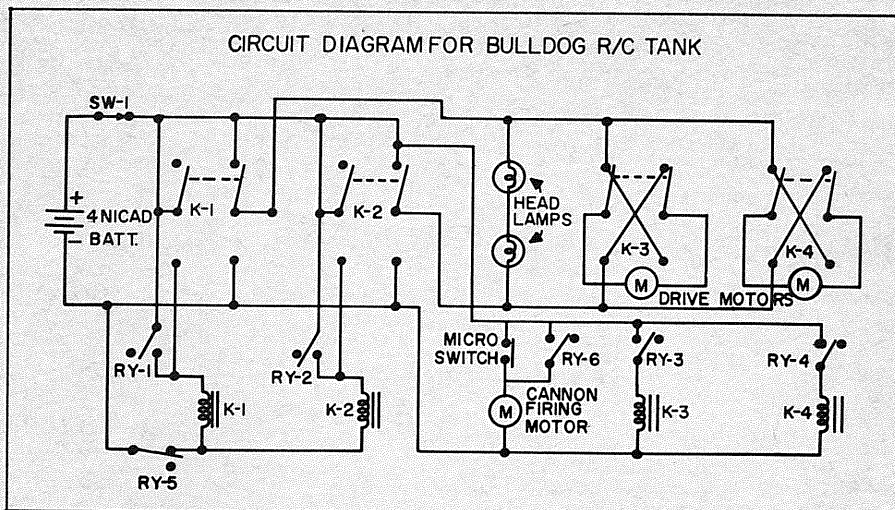 CIRCUIT DIAGRAM FOR BULLDOG R/C TANK
SW-1
+
4 NICAD
BATT.
−
K-1
K-2
HEAD
LAMPS
K-3
K-4
M
M
DRIVE MOTORS
RY-1
RY-2
MICRO
SWITCH
RY-6
RY-3
RY-4
K-1
K-2
M
CANNON
FIRING
MOTOR
K-3
K-4
RY-5